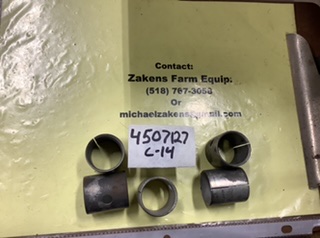 Contact:
Zakens Farm Equip.
(518) 767-3058
Or
michaelzakens@gmail.com
4507127
C-14